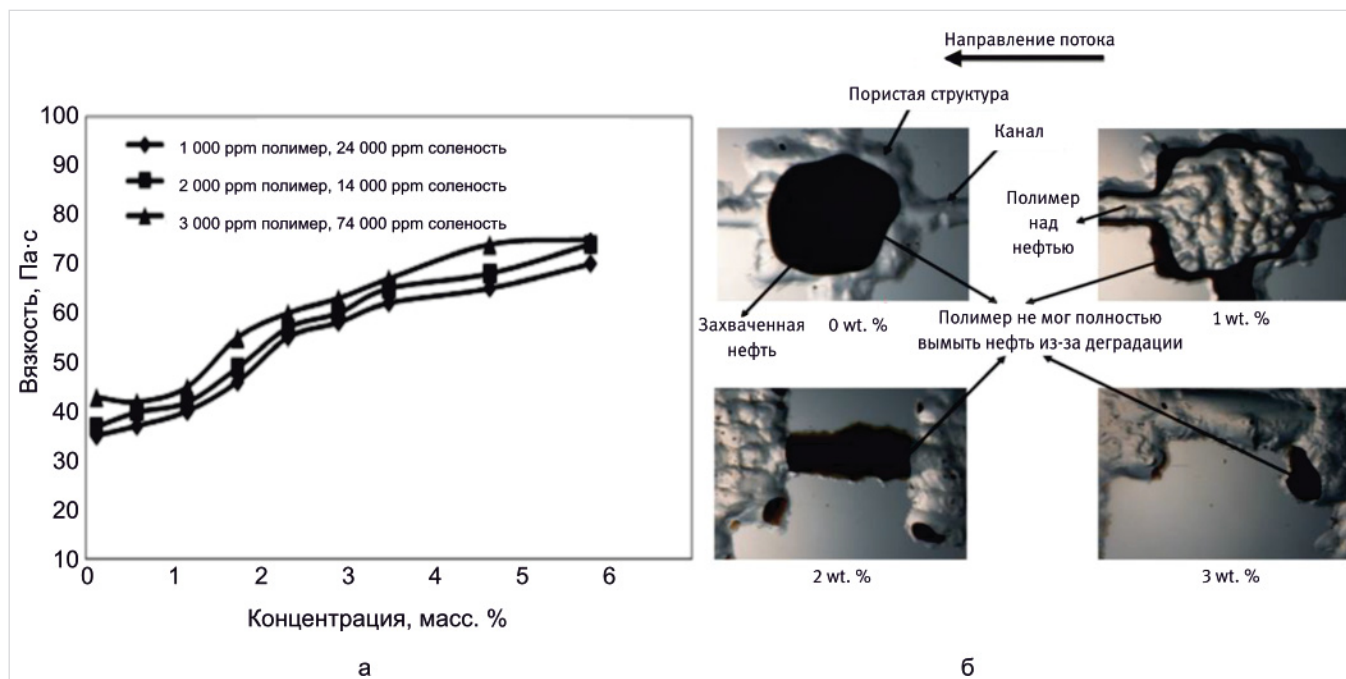 100
90
80
70
60
50
40
30
20
10
0
1
2
3
4
5
6
Вязкость, Па·с
Концентрация, масс. %
1 000 ppm полимер, 24 000 ppm соленость
2 000 ppm полимер, 14 000 ppm соленость
3 000 ppm полимер, 74 000 ppm соленость
а
Направление потока
Пористая структура
Канал
Полимер
над
нефтью
Захваченная
нефть
0 wt. %
Полимер не мог полностью
вымыть нефть из-за деградации
1 wt. %
2 wt. %
3 wt. %
б